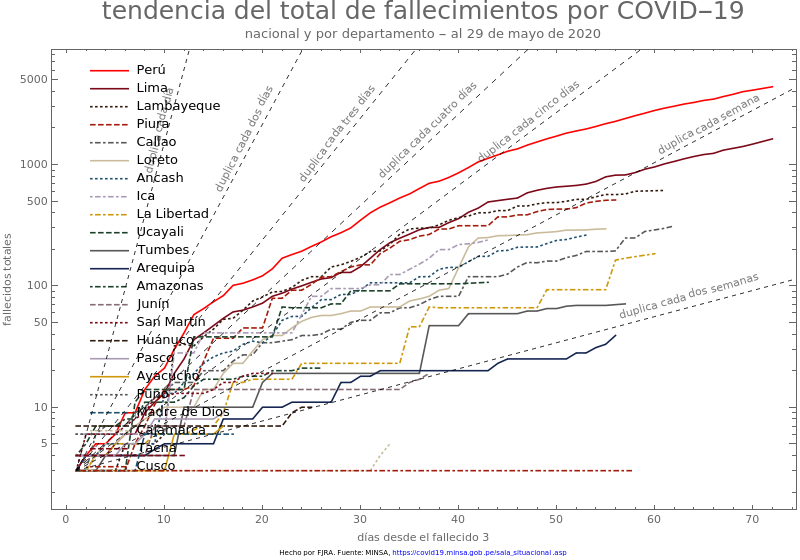 tendencia del total de fallecimientos por COVID–19
nacional y por departamento – al 29 de mayo de 2020
fallecidos totales
5000
1000
500
100
50
10
5
Perú
Lima
Lambayeque
Piura
Callao
Loreto
Ancash
Ica
La Libertad
Ucayali
Tumbes
Arequipa
Amazonas
Junín
San Martín
Huánuco
Pasco
Ayacucho
Puno
Madre de Dios
Cajamarca
Tacna
Cusco
duplica cada día
duplica cada dos días
duplica cada tres días
duplica cada cuatro días
duplica cada cinco días
duplica cada semana
duplica cada dos semanas
0 10 20 30 40 50 60 70
días desde el fallecido 3
Hecho por FJRA. Fuente: MINSA, https://covid19.minsa.gob.pe/sala_situacional.asp